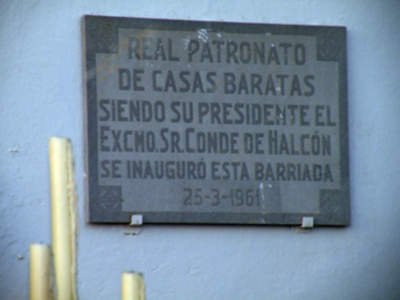 REAL PATRONATO
DE CASAS BARATAS
SIENDO SU PRESIDENTE EL
EXCMO. SR. CONDE DE HALCÓN
SE INAUGURÓ ESTA BARRIADA
25-3-1961